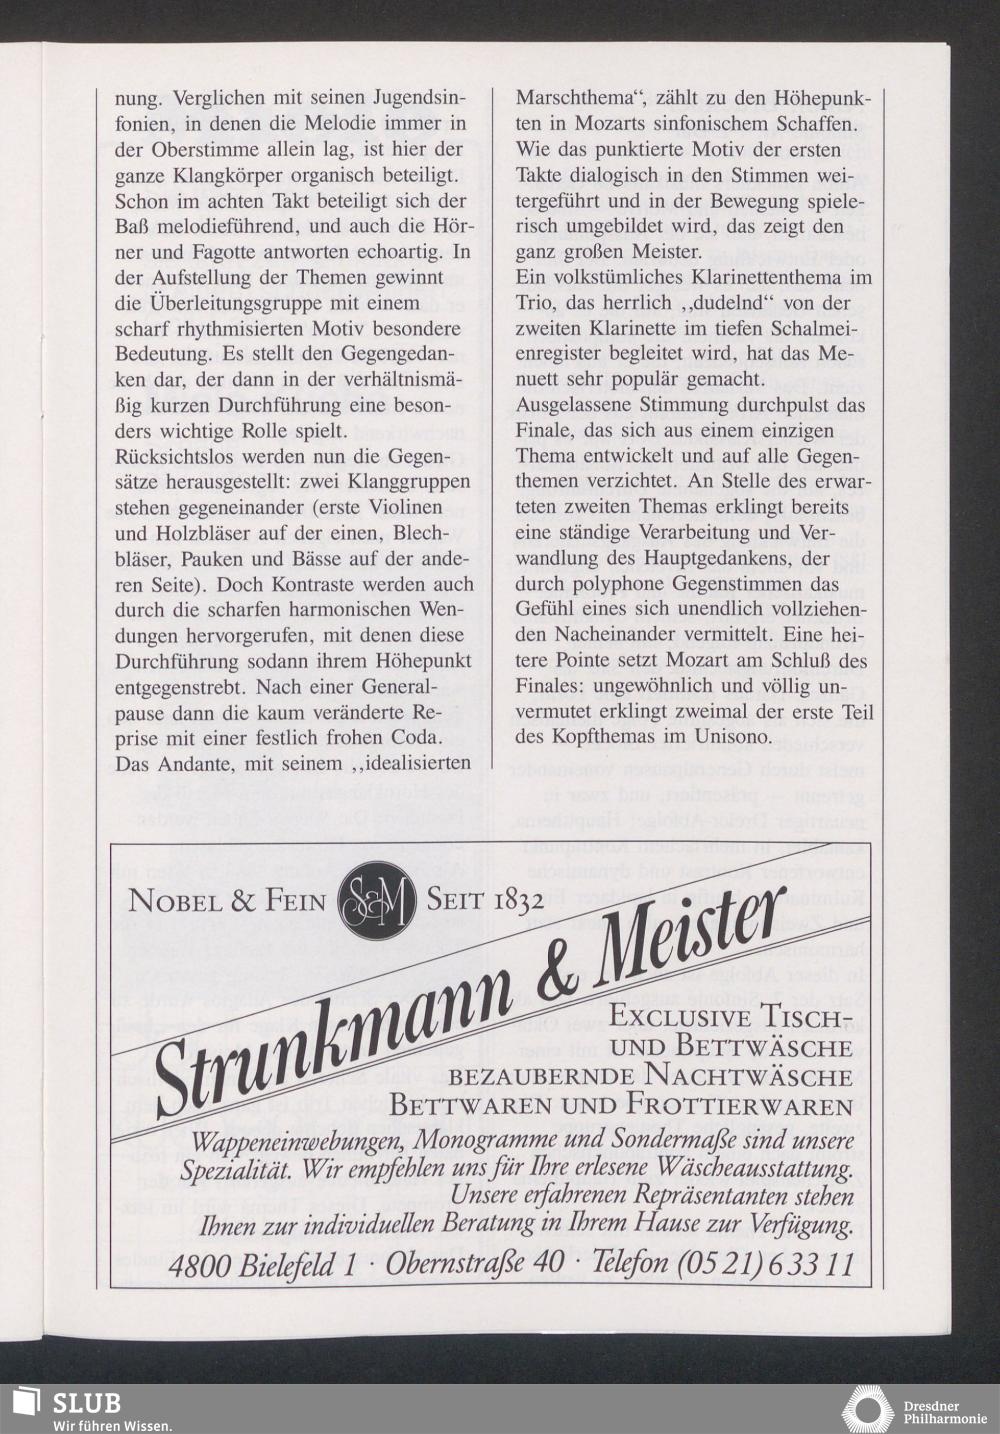 nung. Verglichen mit seinen Jugendsin-
fonien, in denen die Melodie immer in
der Oberstimme allein lag, ist hier der
ganze Klangkörper organisch beteiligt.
Schon im achten Takt beteiligt sich der
Baß melodieführend, und auch die Hör-
ner und Fagotte antworten echoartig. In
der Aufstellung der Themen gewinnt
die Überleitungsgruppe mit einem
scharf rhythmisierten Motiv besondere
Bedeutung. Es stellt den Gegengedan-
ken dar, der dann in der verhältnismä-
ßig kurzen Durchführung eine beson-
ders wichtige Rolle spielt.
Rücksichtslos werden nun die Gegen-
sätze herausgestellt: zwei Klanggruppen
stehen gegeneinander (erste Violinen
und Holzbläser auf der einen, Blech-
bläser, Pauken und Bässe auf der ande-
ren Seite). Doch Kontraste werden auch
durch die scharfen harmonischen Wen-
dungen hervorgerufen, mit denen diese
Durchführung sodann ihrem Höhepunkt
entgegenstrebt. Nach einer General-
pause dann die kaum veränderte Re-
prise mit einer festlich frohen Coda.
Das Andante, mit seinem ,,idealisierten
Marschthema“, zählt zu den Höhepunk-
ten in Mozarts sinfonischem Schaffen.
Wie das punktierte Motiv der ersten
Takte dialogisch in den Stimmen wei-
tergeführt und in der Bewegung spiele-
risch umgebildet wird, das zeigt den
ganz großen Meister.
Ein volkstümliches Klarinettenthema im
Trio, das herrlich ,,dudelnd“ von der
zweiten Klarinette im tiefen Schalmei-
enregister begleitet wird, hat das Me-
nuett sehr populär gemacht.
Ausgelassene Stimmung durchpulst das
Finale, das sich aus einem einzigen
Thema entwickelt und auf alle Gegen-
themen verzichtet. An Stelle des erwar-
teten zweiten Themas erklingt bereits
eine ständige Verarbeitung und Ver-
wandlung des Hauptgedankens, der
durch polyphone Gegenstimmen das
Gefühl eines sich unendlich vollziehen-
den Nacheinander vermittelt. Eine hei-
tere Pointe setzt Mozart am Schluß des
Finales: ungewöhnlich und völlig un-
vermutet erklingt zweimal der erste Teil
des Kopfthemas im Unisono.
NOBEL & FEIN S&M SEIT 1832
Strunkmann & Meister
EXCLUSIVE TISCH-
UND BETTWÄSCHE
BEZAUBERNDE NACHTWÄSCHE
BETTWAREN UND FROTTIERWAREN
Wappeneinwebungen, Monogramme und Sondermaße sind unsere
Spezialität. Wir empfehlen uns für Ihre erlesene Wäscheausstattung.
Unsere erfahrenen Repräsentanten stehen
Ihnen zur individuellen Beratung in Ihrem Hause zur Verfügung.
4800 Bielefeld 1 · Obernstraße 40 · Telefon (05 21) 6 33 11
SLUB
Wir führen Wissen.
Dresdner
Philharmonie